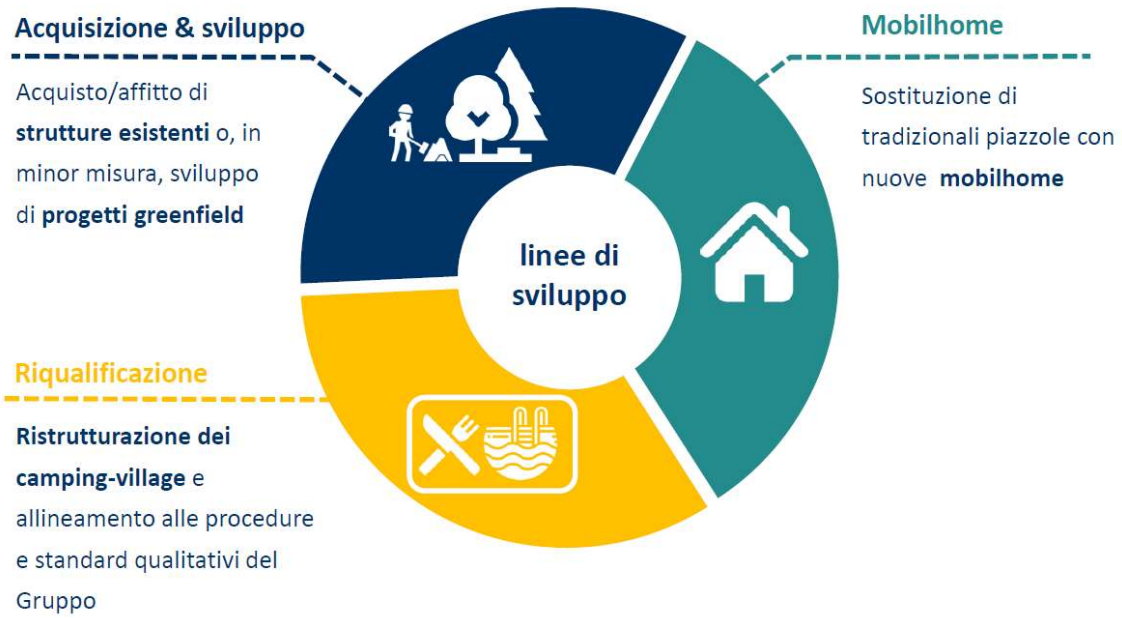 Acquisizione & sviluppo
Acquisto/affitto di
strutture esistenti o, in
minor misura, sviluppo
di progetti greenfield
Mobilhome
Sostituzione di
tradizionali piazzole con
nuove mobilhome
linee di
sviluppo
Riqualificazione
Ristrutturazione dei
camping-village e
allineamento alle procedure
e standard qualitativi del
Gruppo